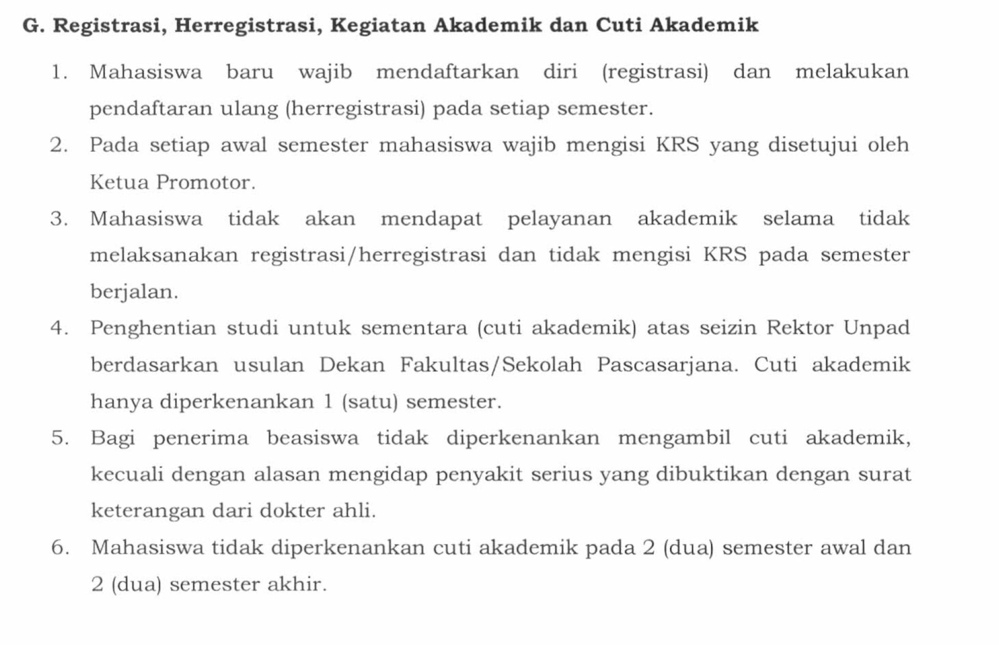 G. Registrasi, Herregistrasi, Kegiatan Akademik dan Cuti Akademik
1. Mahasiswa baru wajib mendaftarkan diri (registrasi) dan melakukan
pendaftaran ulang (herregistrasi) pada setiap semester.
2. Pada setiap awal semester mahasiswa wajib mengisi KRS yang disetujui oleh
Ketua Promotor.
3. Mahasiswa tidak akan mendapat pelayanan akademik selama tidak
melaksanakan registrasi/herregistrasi dan tidak mengisi KRS pada semester
berjalan.
4. Penghentian studi untuk sementara (cuti akademik) atas seizin Rektor Unpad
berdasarkan usulan Dekan Fakultas/Sekolah Pascasarjana. Cuti akademik
hanya diperkenankan 1 (satu) semester.
5. Bagi penerima beasiswa tidak diperkenankan mengambil cuti akademik,
kecuali dengan alasan mengidap penyakit serius yang dibuktikan dengan surat
keterangan dari dokter ahli.
6. Mahasiswa tidak diperkenankan cuti akademik pada 2 (dua) semester awal dan
2 (dua) semester akhir.